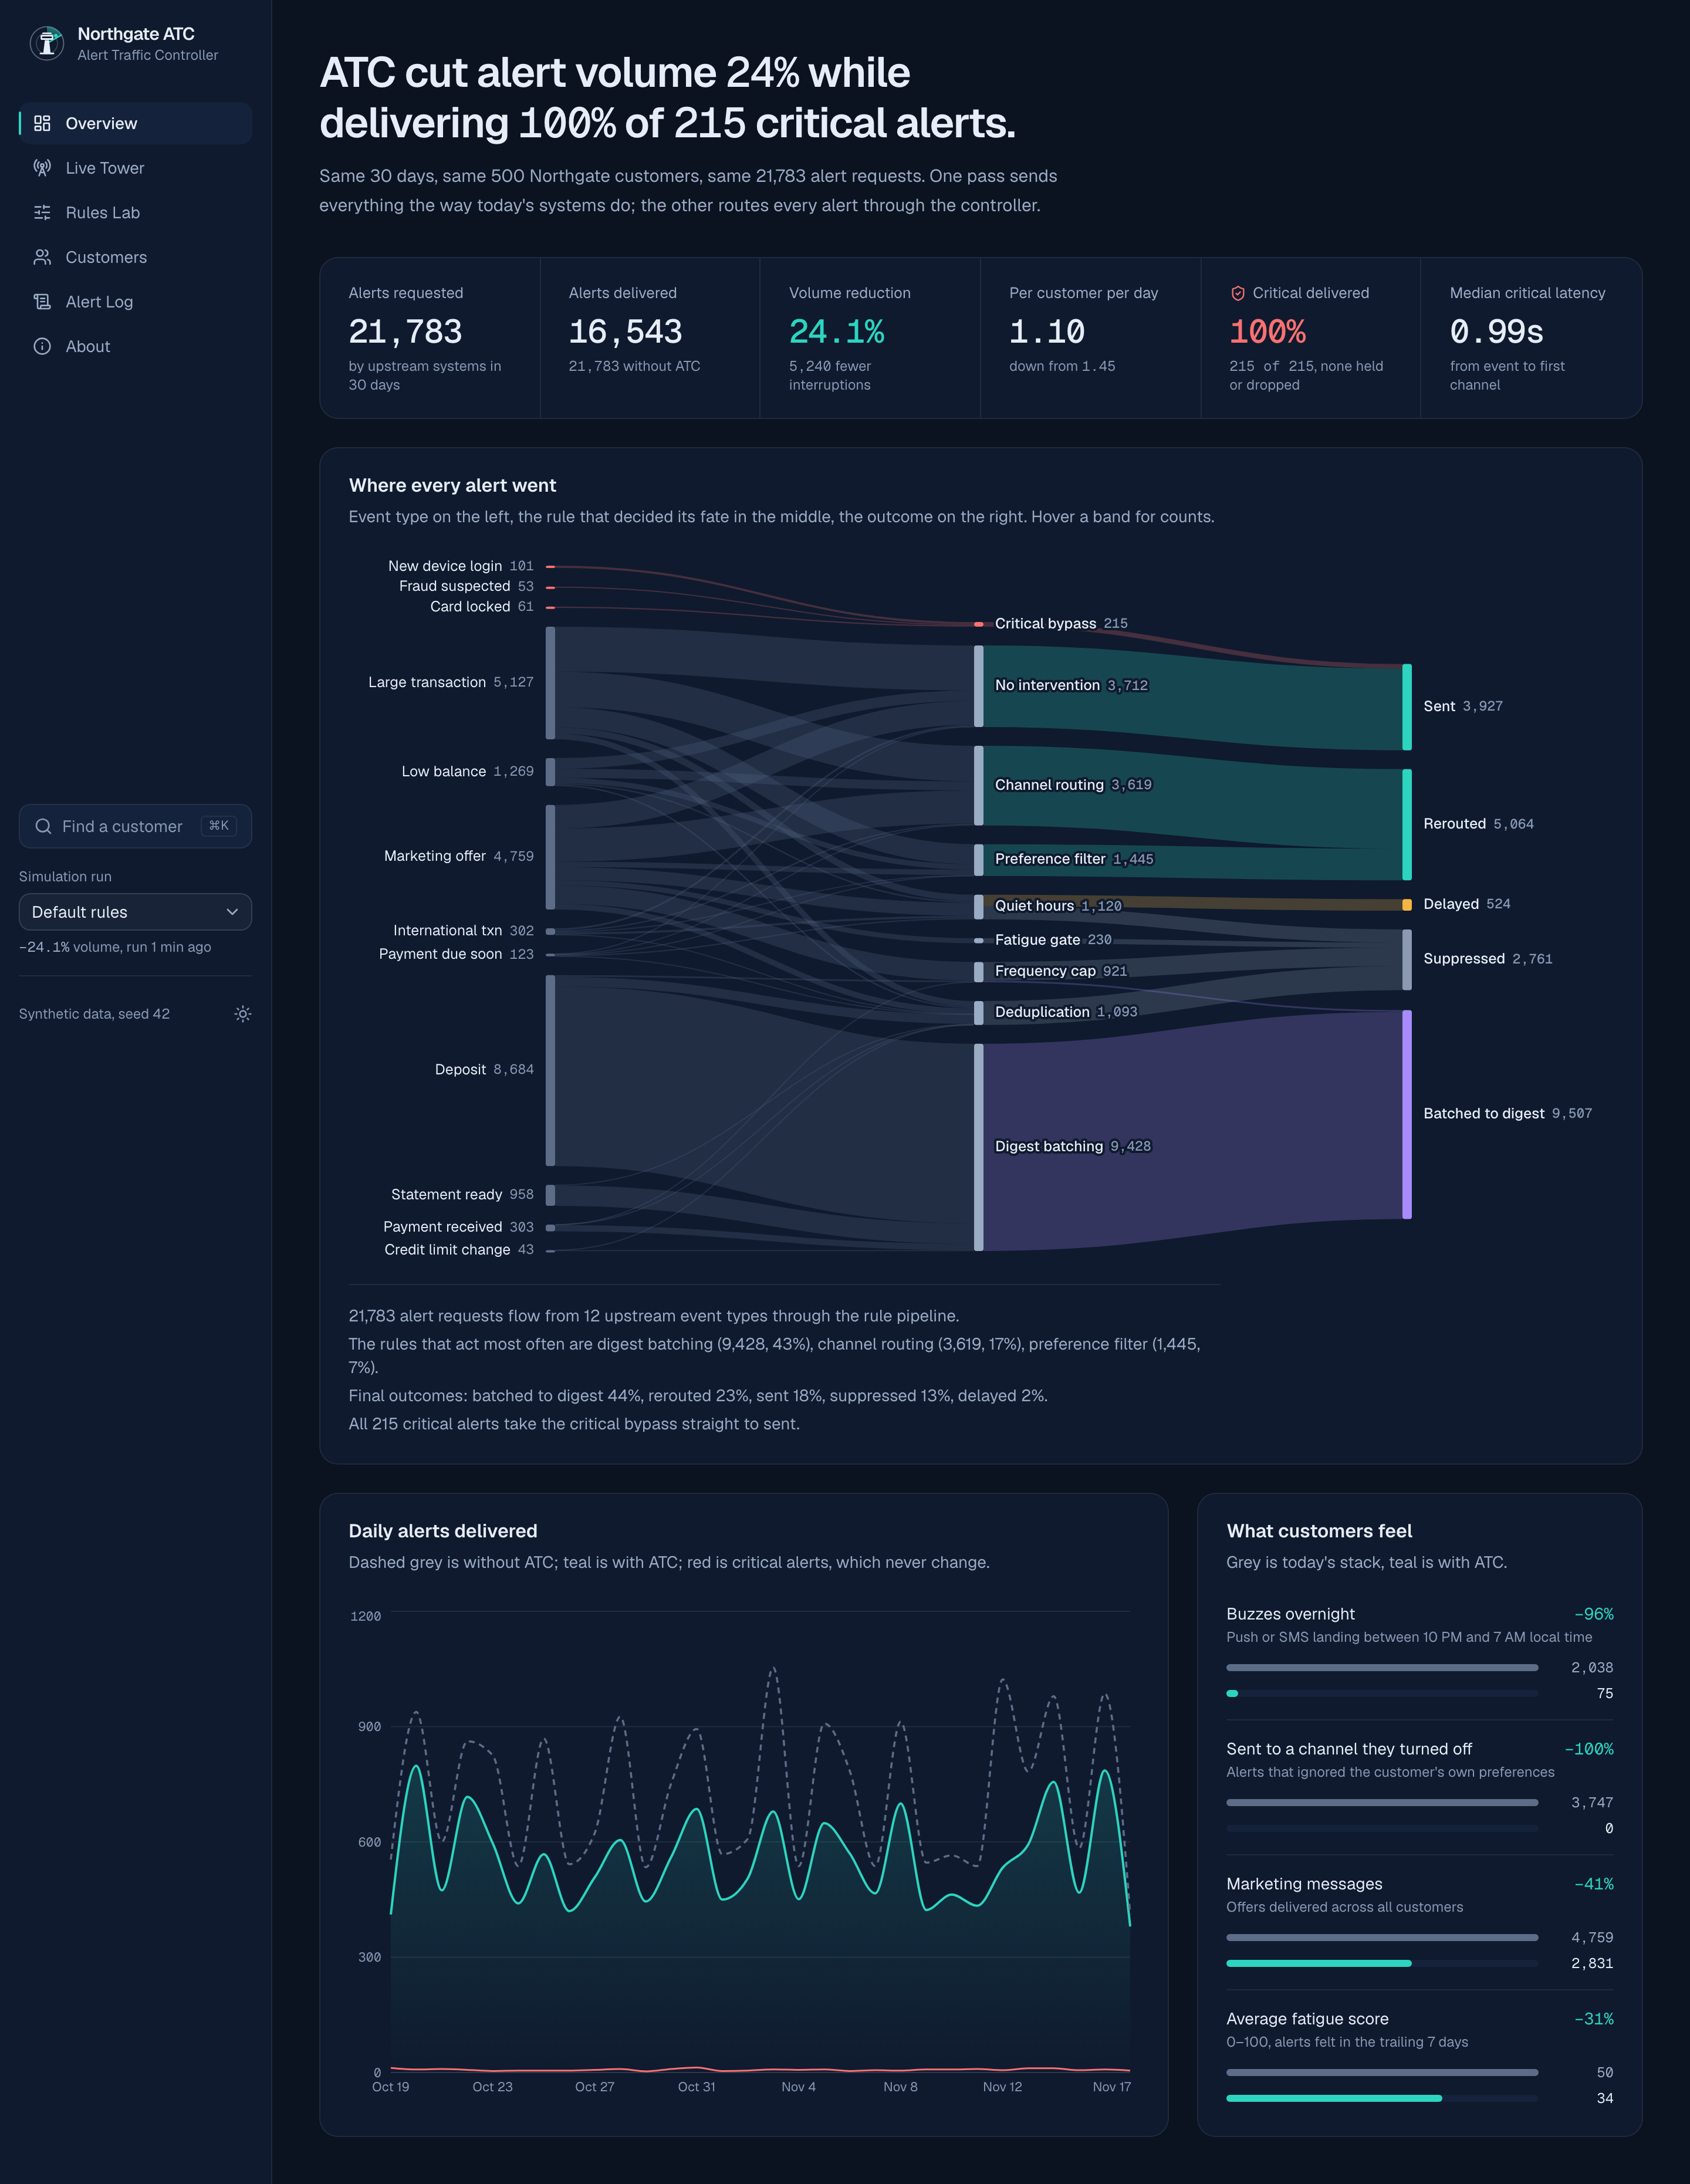 Northgate ATC
Alert Traffic Controller
Overview
Live Tower
Rules Lab
Customers
Alert Log
About
Find a customer ⌘K
Simulation run
Default rules
−24.1% volume, run 1 min ago
Synthetic data, seed 42
ATC cut alert volume 24% while
delivering 100% of 215 critical alerts.
Same 30 days, same 500 Northgate customers, same 21,783 alert requests. One pass sends
everything the way today's systems do; the other routes every alert through the controller.
Alerts requested
21,783
by upstream systems in
30 days
Alerts delivered
16,543
21,783 without ATC
Volume reduction
24.1%
5,240 fewer
interruptions
Per customer per day
1.10
down from 1.45
Critical delivered
100%
215 of 215, none held
or dropped
Median critical latency
0.99s
from event to first
channel
Where every alert went
Event type on the left, the rule that decided its fate in the middle, the outcome on the right. Hover a band for counts.
New device login 101
Fraud suspected 53
Card locked 61
Large transaction 5,127
Low balance 1,269
Marketing offer 4,759
International txn 302
Payment due soon 123
Deposit 8,684
Statement ready 958
Payment received 303
Credit limit change 43
Critical bypass 215
No intervention 3,712
Channel routing 3,619
Preference filter 1,445
Quiet hours 1,120
Fatigue gate 230
Frequency cap 921
Deduplication 1,093
Digest batching 9,428
Sent 3,927
Rerouted 5,064
Delayed 524
Suppressed 2,761
Batched to digest 9,507
21,783 alert requests flow from 12 upstream event types through the rule pipeline.
The rules that act most often are digest batching (9,428, 43%), channel routing (3,619, 17%), preference filter (1,445,
7%).
Final outcomes: batched to digest 44%, rerouted 23%, sent 18%, suppressed 13%, delayed 2%.
All 215 critical alerts take the critical bypass straight to sent.
Daily alerts delivered
Dashed grey is without ATC; teal is with ATC; red is critical alerts, which never change.
1200
900
600
300
0
Oct 19 Oct 23 Oct 27 Oct 31 Nov 4 Nov 8 Nov 12 Nov 17
What customers feel
Grey is today's stack, teal is with ATC.
Buzzes overnight −96%
Push or SMS landing between 10 PM and 7 AM local time
2,038
75
Sent to a channel they turned off −100%
Alerts that ignored the customer's own preferences
3,747
0
Marketing messages −41%
Offers delivered across all customers
4,759
2,831
Average fatigue score −31%
0–100, alerts felt in the trailing 7 days
50
34